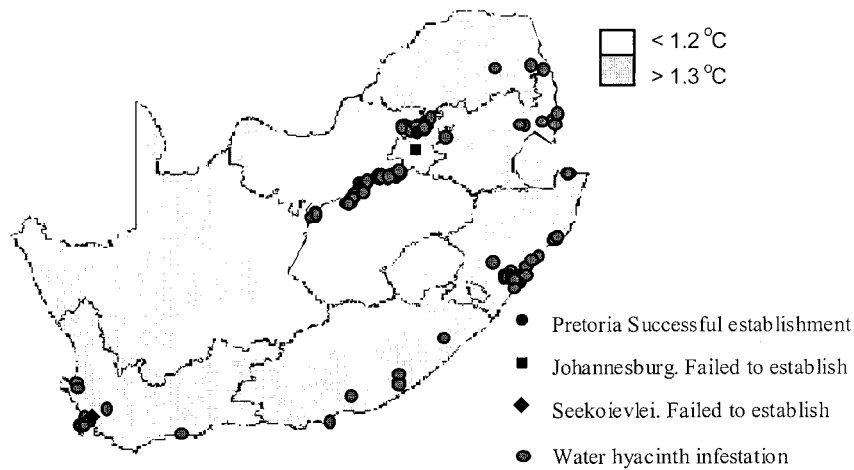 < 1.2 °C
> 1.3 °C
Pretoria Successful establishment
Johannesburg. Failed to establish
Seekoievlei. Failed to establish
Water hyacinth infestation